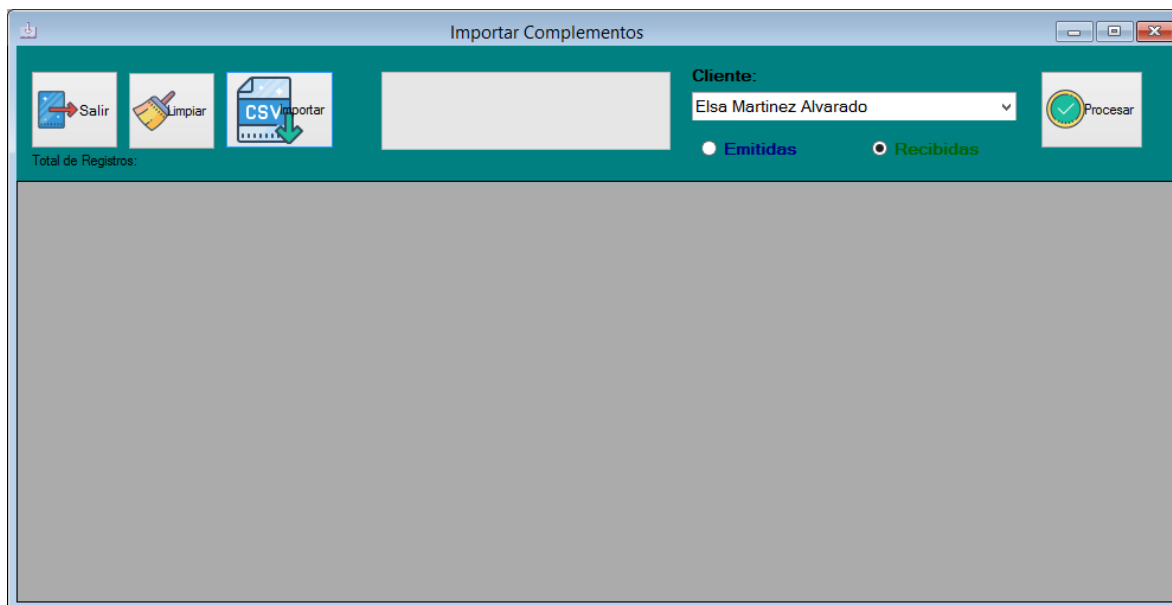 Importar Complementos
Salir
Limpiar
CSV
Importar
Cliente:
Elsa Martinez Alvarado
Procesar
Emitidas
Recibidas
Total de Registros: